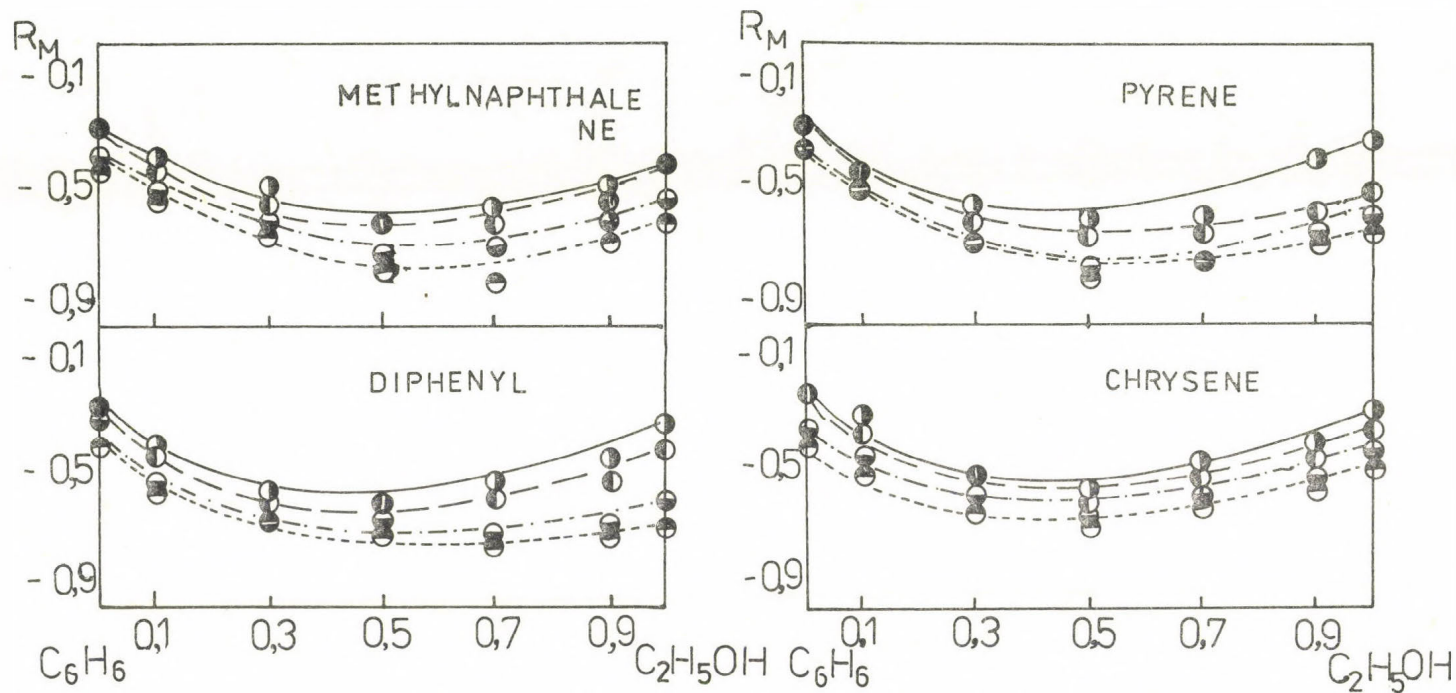 R_M
- 0,1
- 0,5
- 0,9
METHYLNAPHTHALE
NE
- 0,1
- 0,5
- 0,9
DIPHENYL
0,1 0,3 0,5 0,7 0,9
C₆H₆ C₂H₅OH
R_M
- 0,1
- 0,5
- 0,9
PYRENE
- 0,1
- 0,5
- 0,9
CHRYSENE
0,1 0,3 0,5 0,7 0,9
C₆H₆ C₂H₅OH